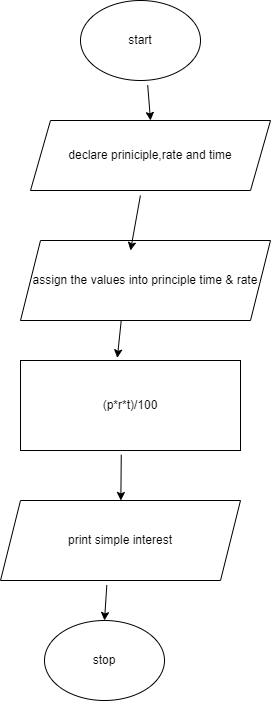 start
declare priniciple,rate and time
assign the values into principle time & rate
(p*r*t)/100
print simple interest
stop